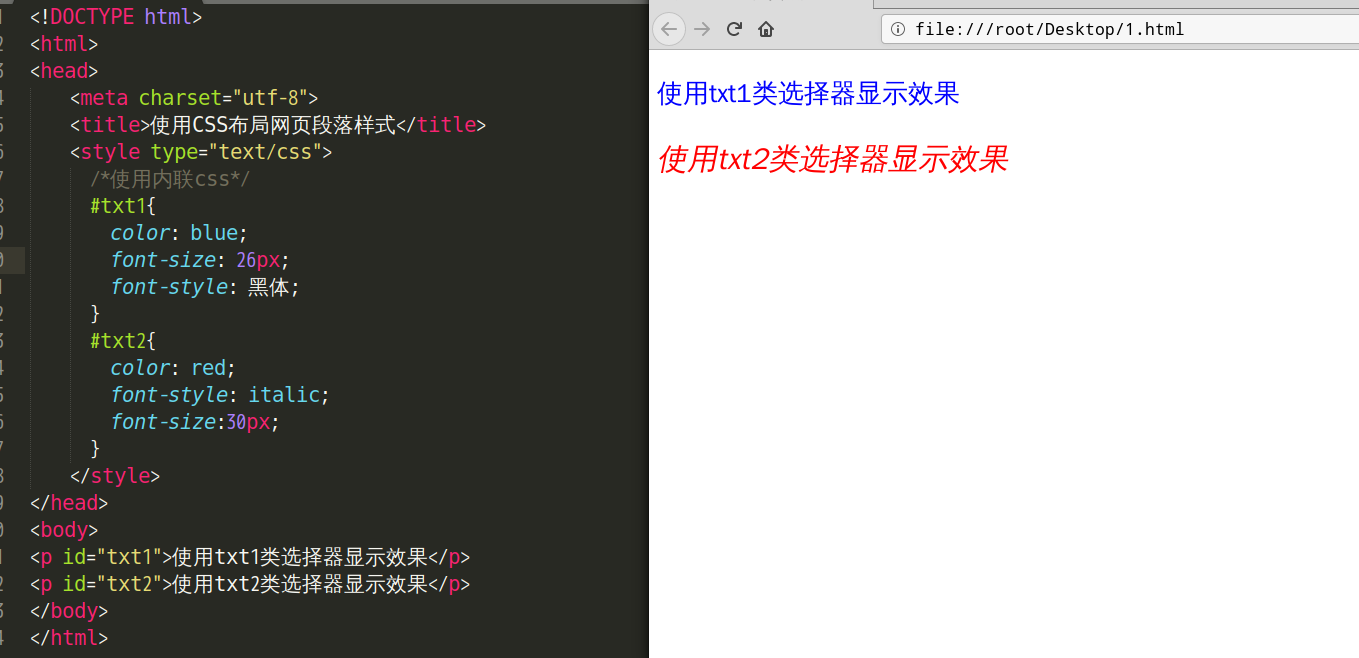 <!DOCTYPE html>
<html>
<head>
<meta charset="utf-8">
<title>使用CSS布局网页段落样式</title>
<style type="text/css">
/*使用内联css*/
#txt1{
color: blue;
font-size: 26px;
font-style: 黑体;
}
#txt2{
color: red;
font-style: italic;
font-size:30px;
}
</style>
</head>
<body>
<p id="txt1">使用txt1类选择器显示效果</p>
<p id="txt2">使用txt2类选择器显示效果</p>
</body>
</html>
file:///root/Desktop/1.html
使用txt1类选择器显示效果
使用txt2类选择器显示效果